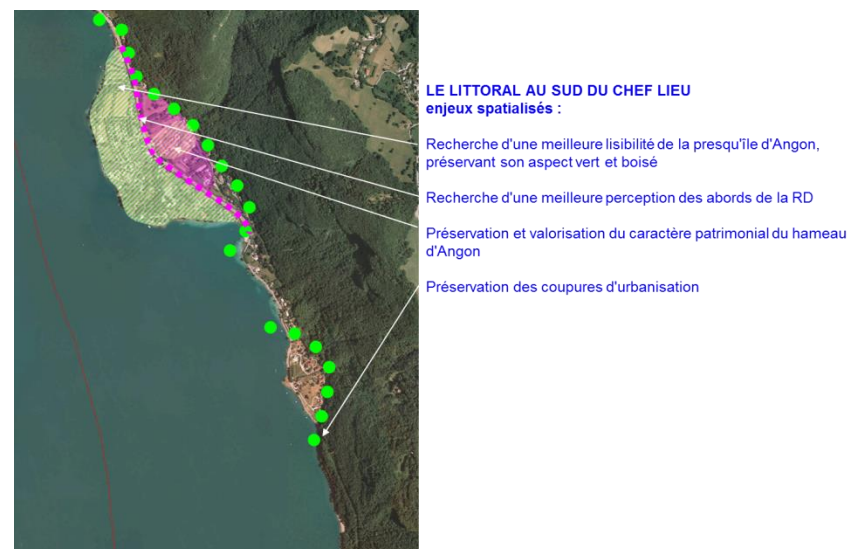 LE LITTORAL AU SUD DU CHEF LIEU
enjeux spatialisés :
Recherche d'une meilleure lisibilité de la presqu'île d'Angon,
préservant son aspect vert et boisé
Recherche d'une meilleure perception des abords de la RD
Préservation et valorisation du caractère patrimonial du hameau
d'Angon
Préservation des coupures d'urbanisation